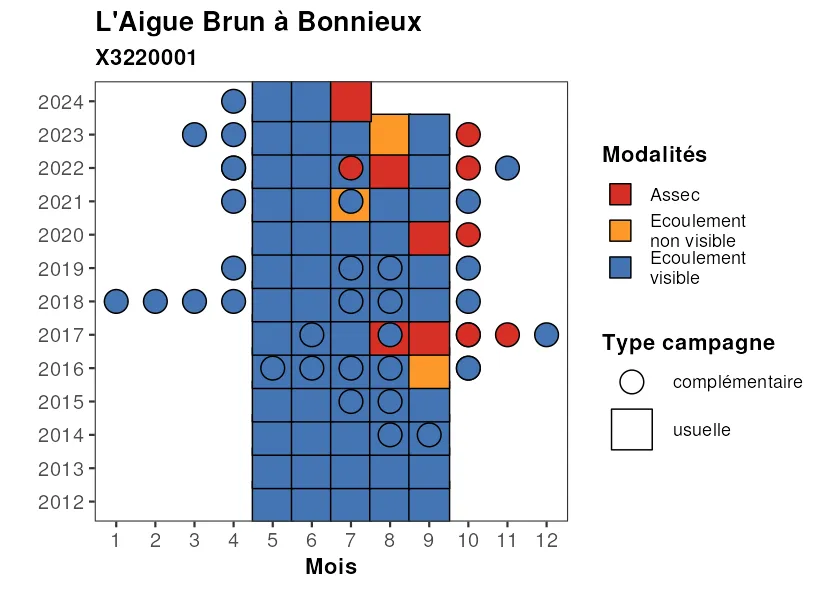 L'Aigue Brun à Bonnieux
X3220001
2024
2023
2022
2021
2020
2019
2018
2017
2016
2015
2014
2013
2012
1 2 3 4 5 6 7 8 9 10 11 12
Mois
Modalités
Assec
Ecoulement
non visible
Ecoulement
visible
Type campagne
complémentaire
usuelle